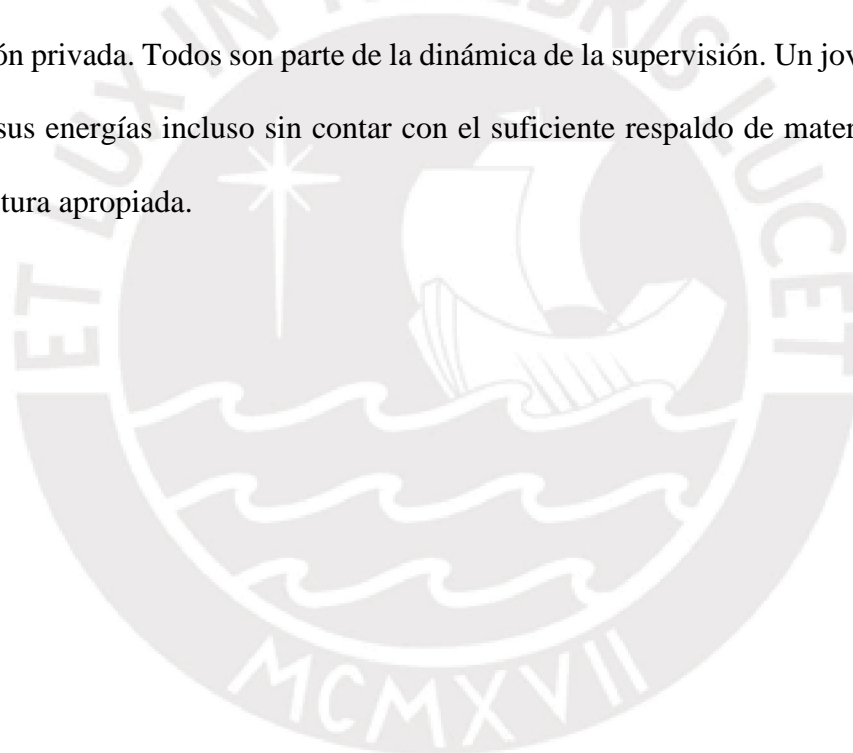 ón privada. Todos son parte de la dinámica de la supervisión. Un jov
sus energías incluso sin contar con el suficiente respaldo de mater
tura apropiada.
ET LUX IN TENEBRIS LUCET
MCMXVII